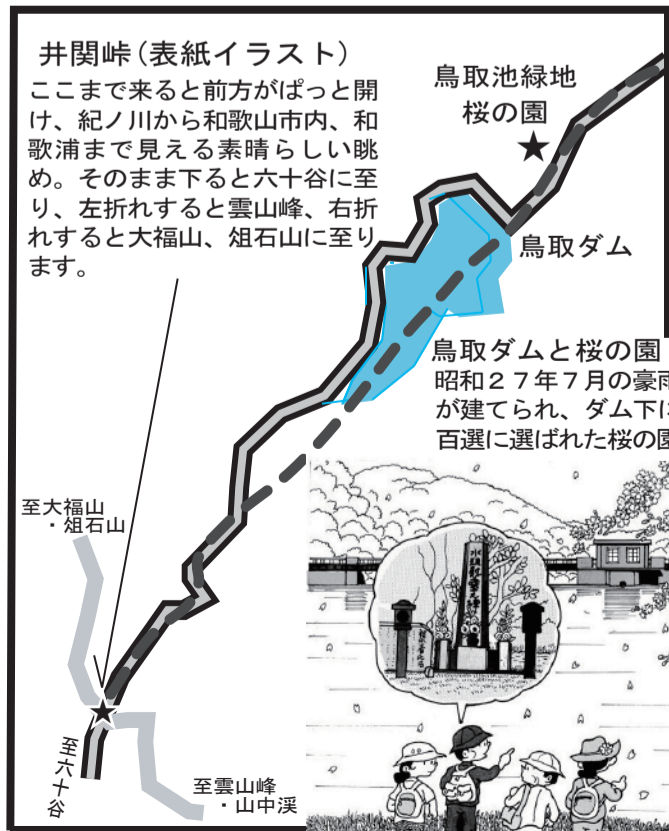 井関峠(表紙イラスト)
ここまで来ると前方がぱっと開
け、紀ノ川から和歌山市内、和
歌浦まで見える素晴らしい眺
め。そのまま下ると六十谷に至
り、左折れすると雲山峰、右折
れすると大福山、俎石山に至り
ます。
鳥取池緑地
桜の園
鳥取ダム
鳥取ダムと桜の園
昭和27年7月の豪雨
が建てられ、ダム下に
百選に選ばれた桜の園
至大福山
・俎石山
至六十谷
至雲山峰
・山中渓